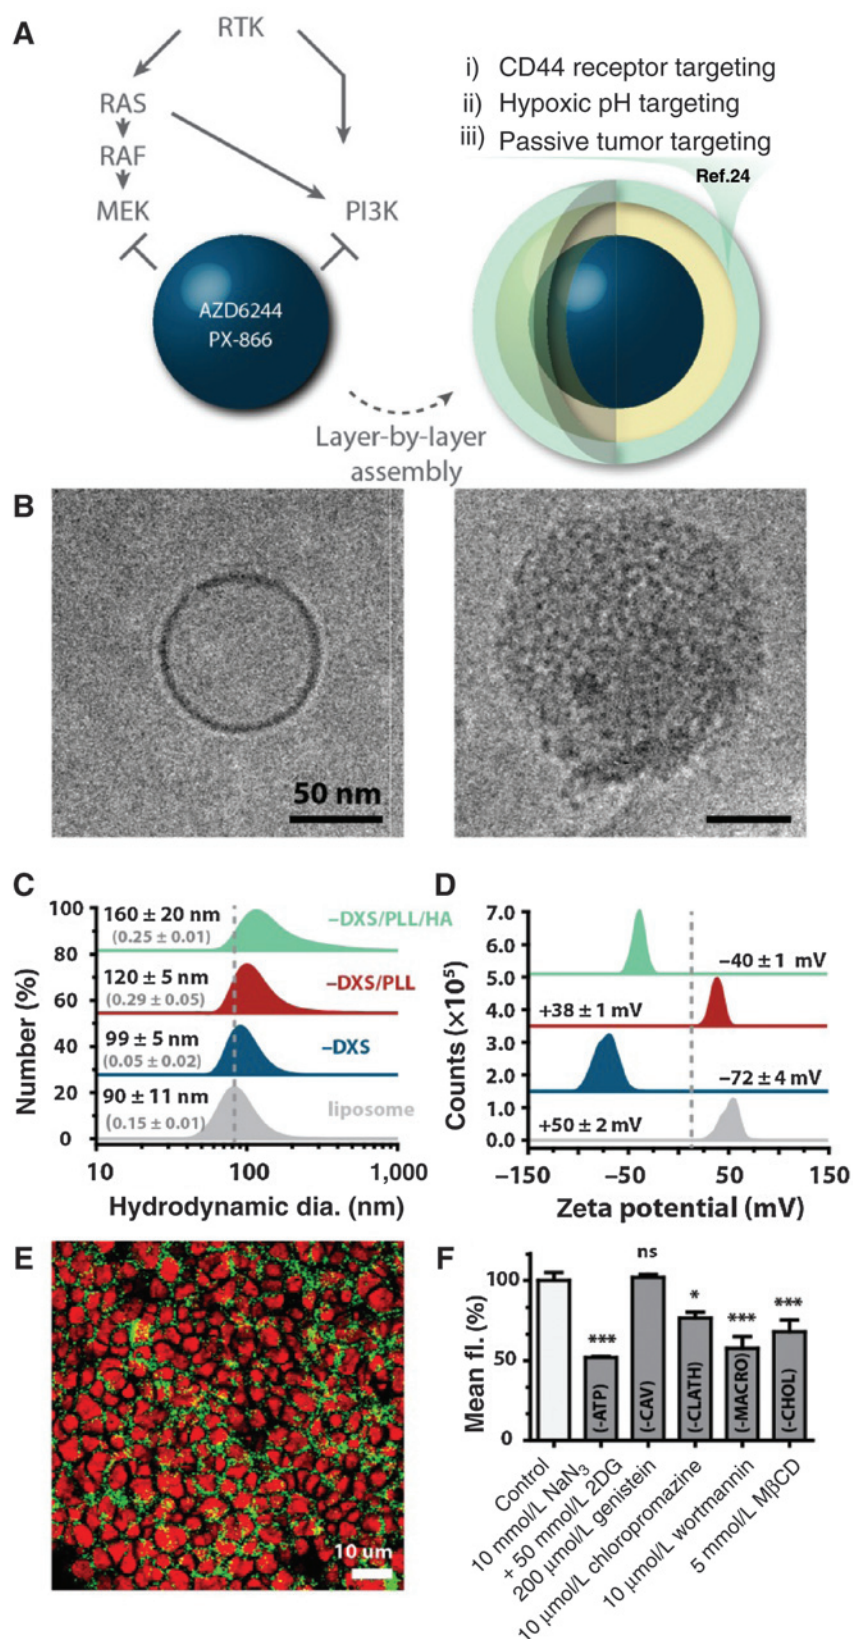 A
RTK
RAS
RAF
MEK
PI3K
AZD6244
PX-866
i) CD44 receptor targeting
ii) Hypoxic pH targeting
iii) Passive tumor targeting
Ref.24
Layer-by-layer
assembly
B
50 nm
C
100
80
60
40
20
0
Number (%)
160 ± 20 nm
(0.25 ± 0.01)
–DXS/PLL/HA
120 ± 5 nm
(0.29 ± 0.05)
–DXS/PLL
99 ± 5 nm
(0.05 ± 0.02)
–DXS
90 ± 11 nm
(0.15 ± 0.01)
liposome
10 100 1,000
Hydrodynamic dia. (nm)
D
7.0
6.0
5.0
4.0
3.0
2.0
1.0
0.0
Counts (×10⁵)
–40 ± 1 mV
+38 ± 1 mV
–72 ± 4 mV
+50 ± 2 mV
–150 –50 50 150
Zeta potential (mV)
E
10 um
F
100
50
0
Mean fl. (%)
***
ns
*
***
***
(-ATP)
(-CAV)
(-CLATH)
(-MACRO)
(-CHOL)
Control
10 mmol/L NaN₃
+ 50 mmol/L 2DG
200 μmol/L genistein
10 μmol/L chloropromazine
10 μmol/L wortmannin
5 mmol/L MβCD